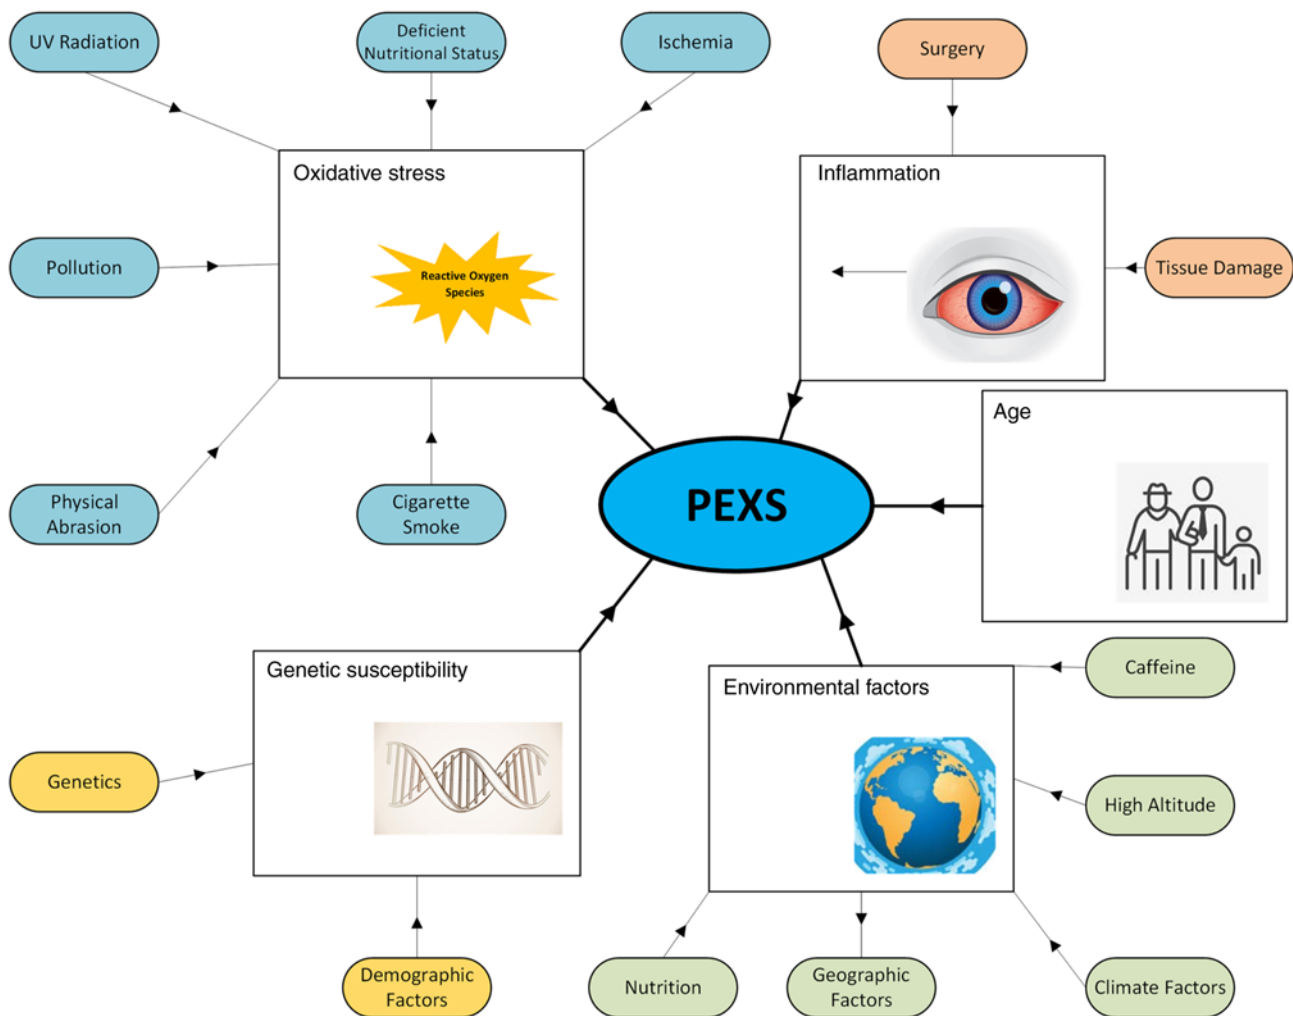 UV Radiation
Deficient
Nutritional Status
Ischemia
Surgery
Oxidative stress
Inflammation
Pollution
Reactive Oxygen
Species
Tissue Damage
Age
Physical
Abrasion
Cigarette
Smoke
PEXS
Genetic susceptibility
Environmental factors
Caffeine
Genetics
High Altitude
Demographic
Factors
Nutrition
Geographic
Factors
Climate Factors